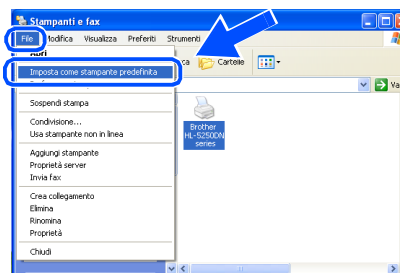 Stampanti e fax
File Modifica Visualizza Preferiti Strumenti
Apri
Cartelle
Imposta come stampante predefinita
Va
Sospendi stampa
Condivisione...
Usa stampante non in linea
Brother
HL-5250DN
series
Aggiungi stampante
Proprietà server
Invia fax
Crea collegamento
Elimina
Rinomina
Proprietà
Chiudi